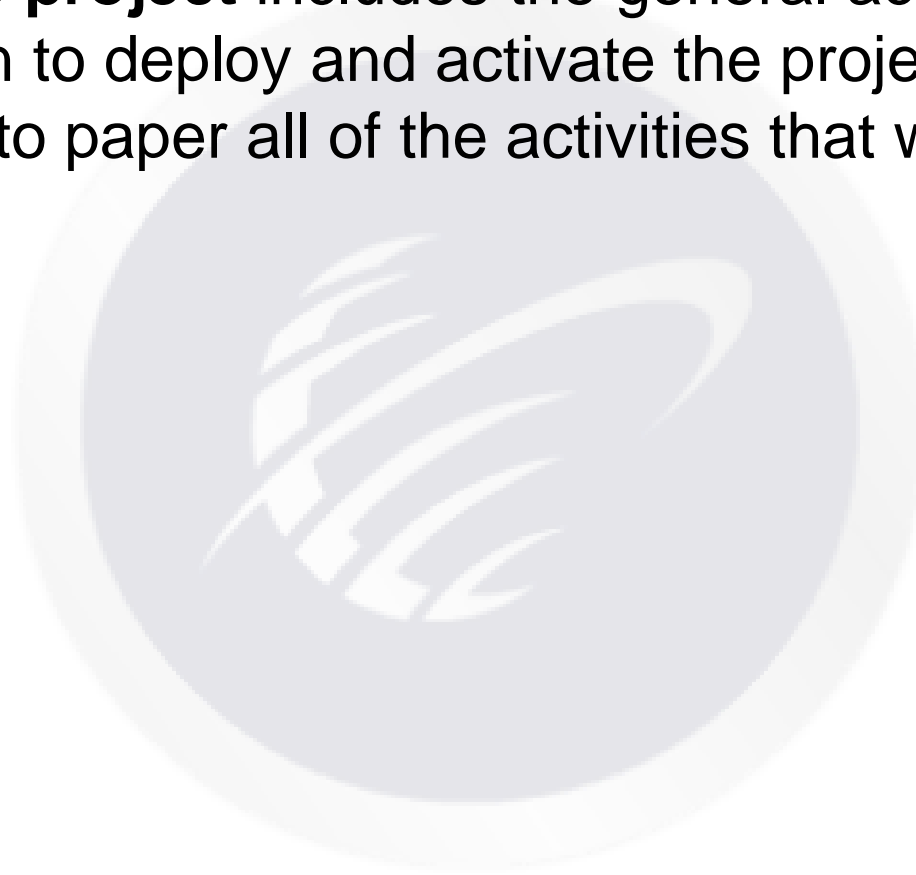 project includes the general
to deploy and activate the
to paper all of the activities that